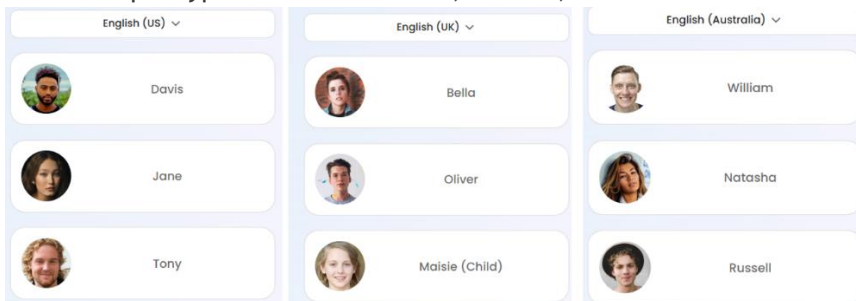 English (US)
Davis
Jane
Tony
English (UK)
Bella
Oliver
Maisie (Child)
English (Australia)
William
Natasha
Russell